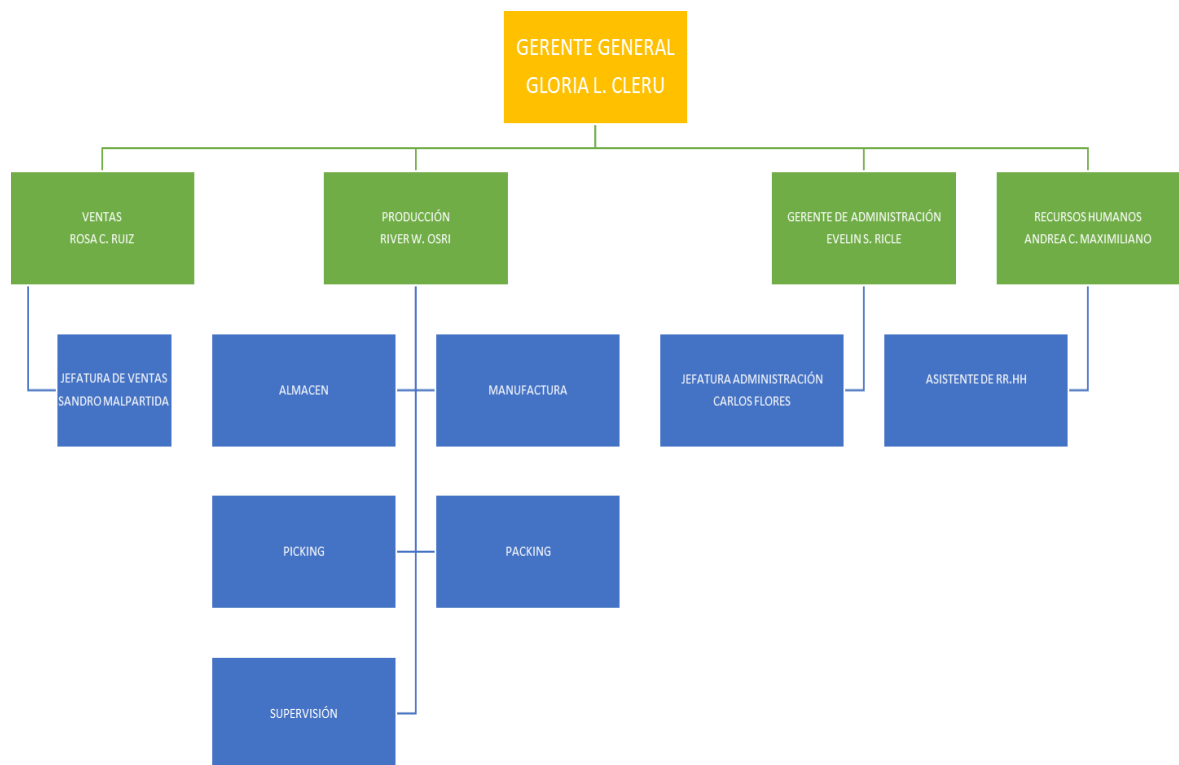 GERENTE GENERAL
GLORIA L. CLERU
VENTAS
ROSA C. RUIZ
PRODUCCIÓN
RIVER W. OSRI
GERENTE DE ADMINISTRACIÓN
EVELIN S. RICLE
RECURSOS HUMANOS
ANDREA C. MAXIMILIANO
JEFATURA DE VENTAS
SANDRO MALPARTIDA
ALMACEN
MANUFACTURA
JEFATURA ADMINISTRACIÓN
CARLOS FLORES
ASISTENTE DE RR.HH
PICKING
PACKING
SUPERVISIÓN